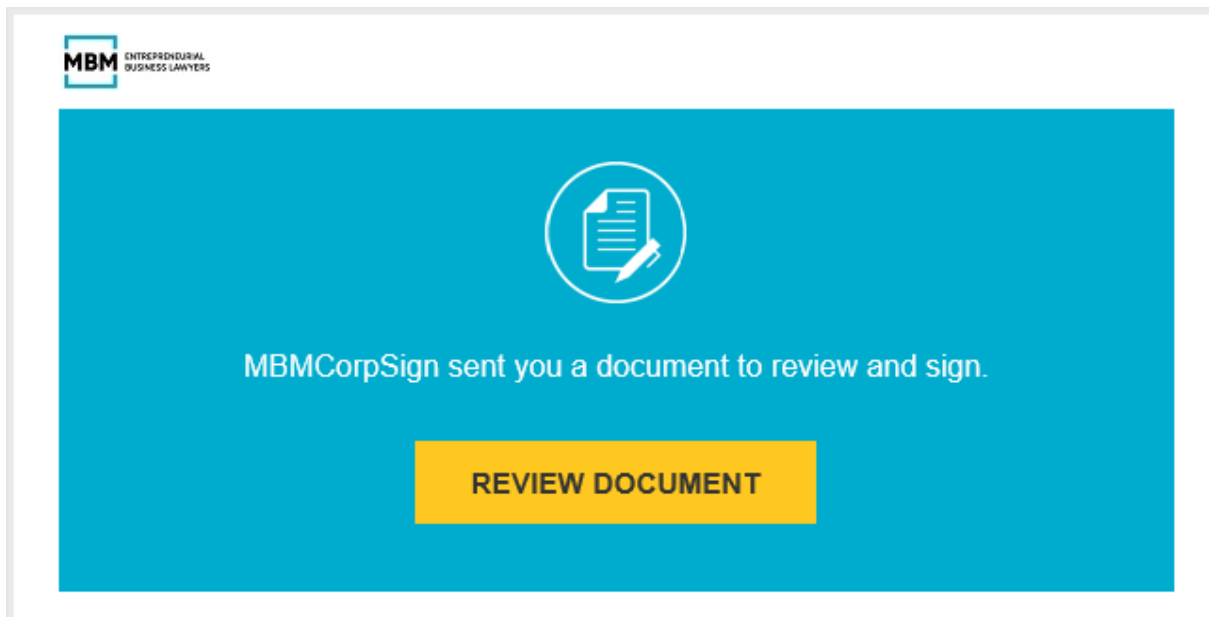 MBM
ENTREPRENEURIAL
BUSINESS LAWYERS
MBMCorpSign sent you a document to review and sign.
REVIEW DOCUMENT